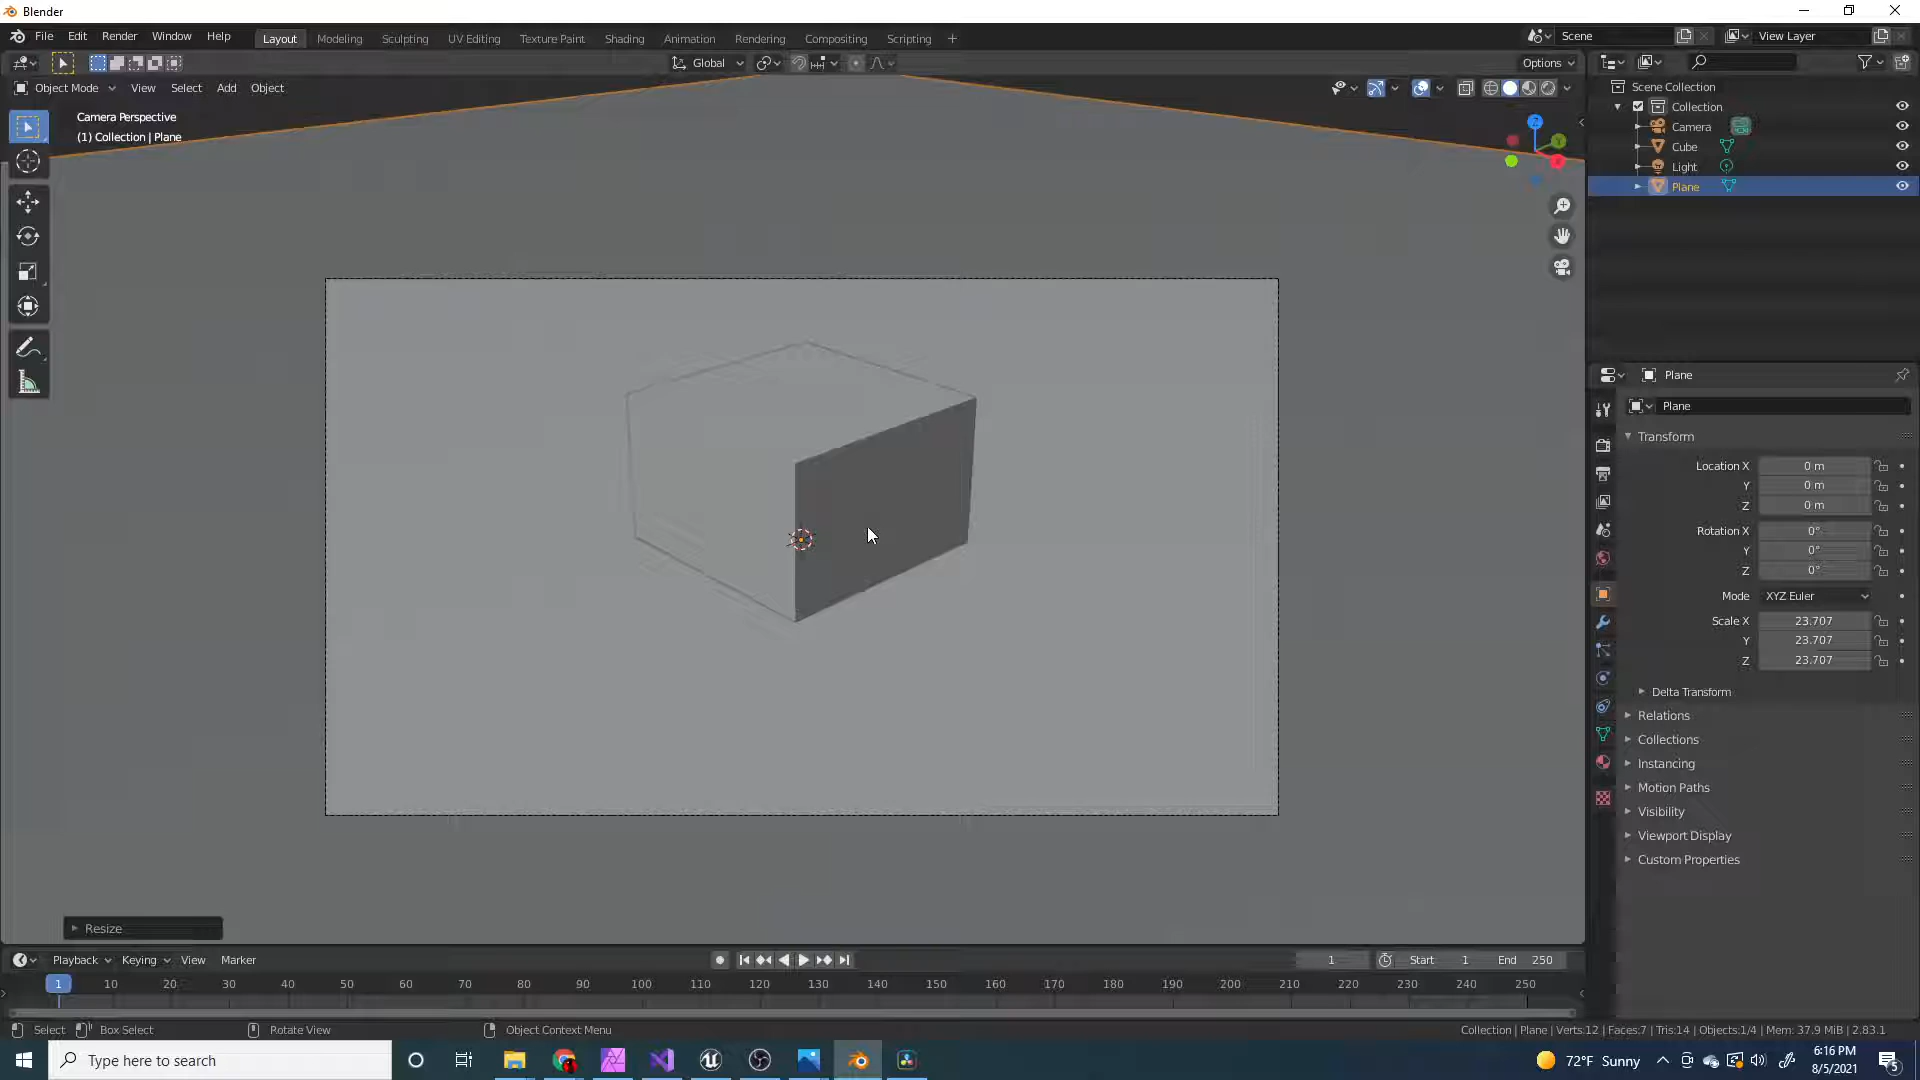 Blender
File Edit Render Window Help
Layout Modeling Sculpting UV Editing Texture Paint Shading Animation Rendering Compositing Scripting +
Scene
View Layer
Global
Options
Object Mode View Select Add Object
Camera Perspective
(1) Collection | Plane
Z
Y
X
Scene Collection
Collection
Camera
Cube
Light
Plane
Plane
Plane
Transform
Location X 0 m
Y 0 m
Z 0 m
Rotation X 0°
Y 0°
Z 0°
Mode XYZ Euler
Scale X 23.707
Y 23.707
Z 23.707
Delta Transform
Relations
Collections
Instancing
Motion Paths
Visibility
Viewport Display
Custom Properties
Resize
Playback Keying View Marker
1 Start 1 End 250
1 10 20 30 40 50 60 70 80 90 100 110 120 130 140 150 160 170 180 190 200 210 220 230 240 250
Select Box Select Rotate View Object Context Menu
Collection | Plane | Verts:12 | Faces:7 | Tris:14 | Objects:1/4 | Mem: 37.9 MiB | 2.83.1
Type here to search
72°F Sunny
6:16 PM
8/5/2021
5